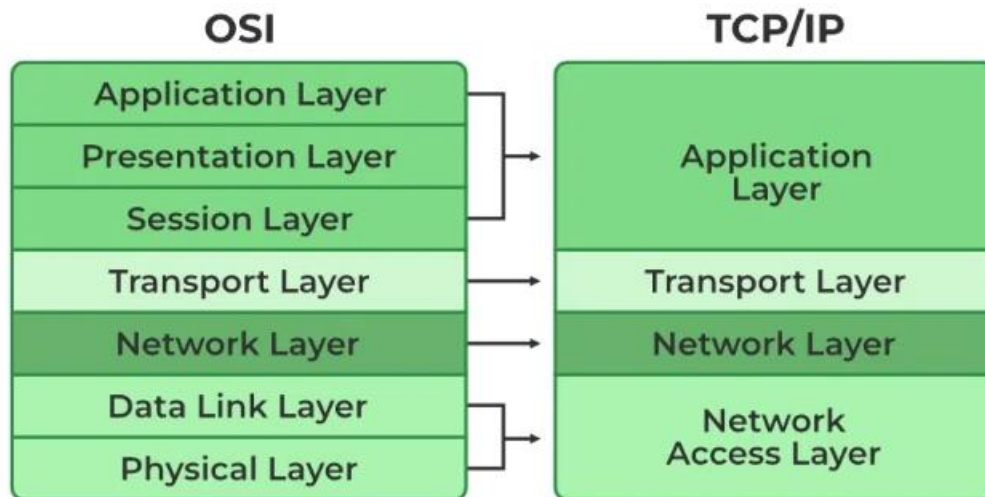 OSI
Application Layer
Presentation Layer
Session Layer
Transport Layer
Network Layer
Data Link Layer
Physical Layer
TCP/IP
Application
Layer
Transport Layer
Network Layer
Network
Access Layer